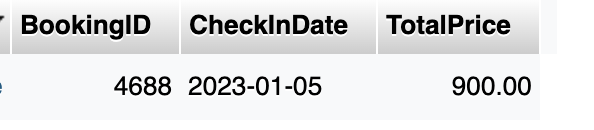 BookingID CheckInDate TotalPrice
4688 2023-01-05 900.00